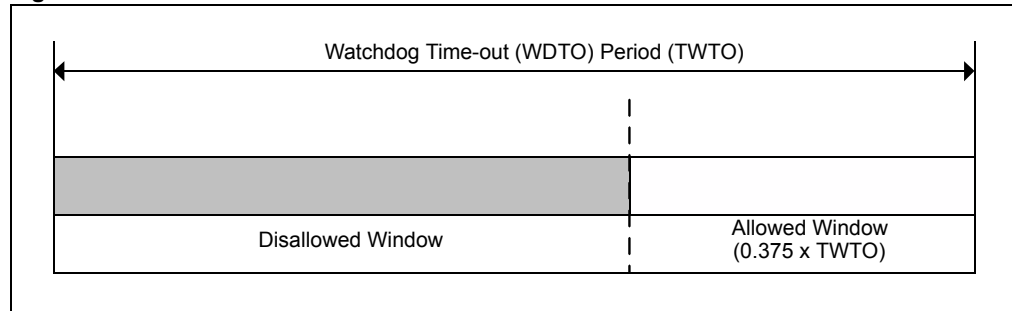 Watchdog Time-out (WDTO) Period (TWTO)
Disallowed Window
Allowed Window
(0.375 x TWTO)